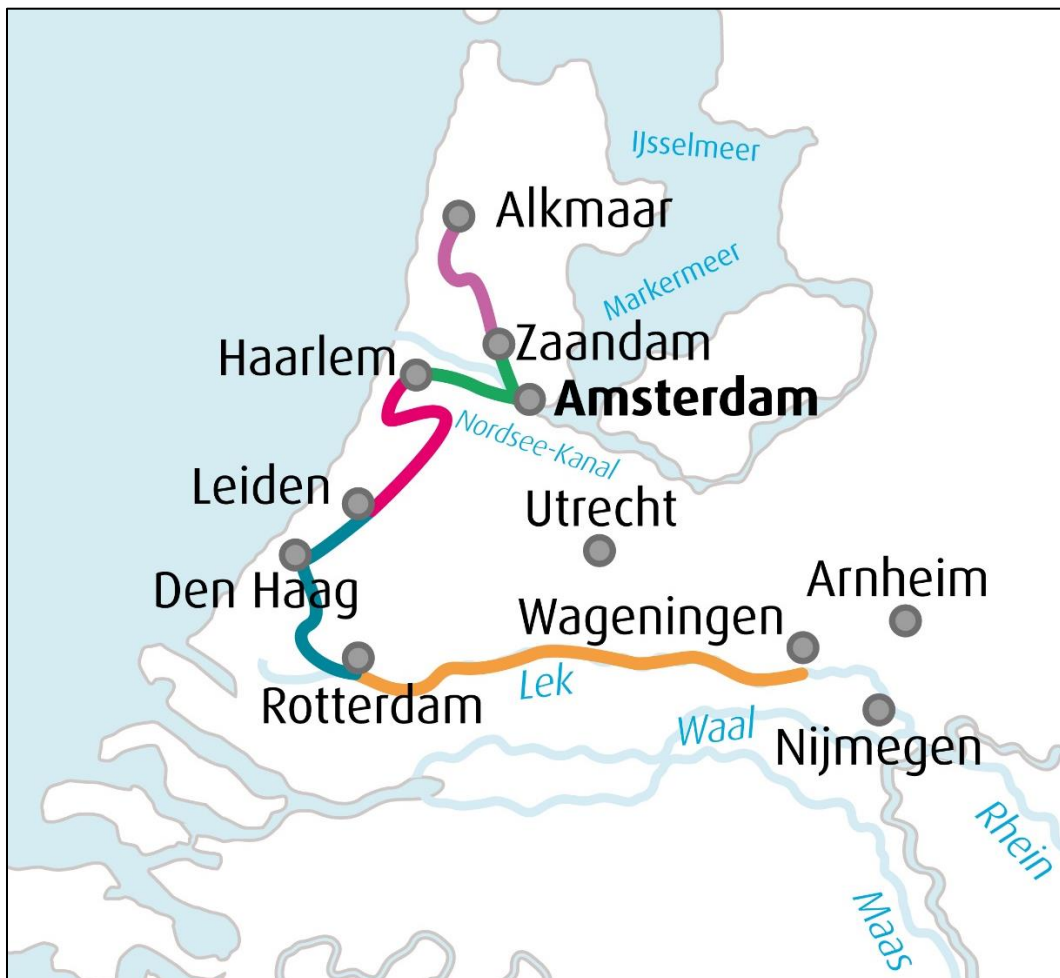 IJsselmeer
Alkmaar
Markermeer
Haarlem
Zaandam
Amsterdam
Nordsee-Kanal
Leiden
Utrecht
Den Haag
Arnheim
Wageningen
Lek
Rotterdam
Waal
Nijmegen
Rhein
Maas